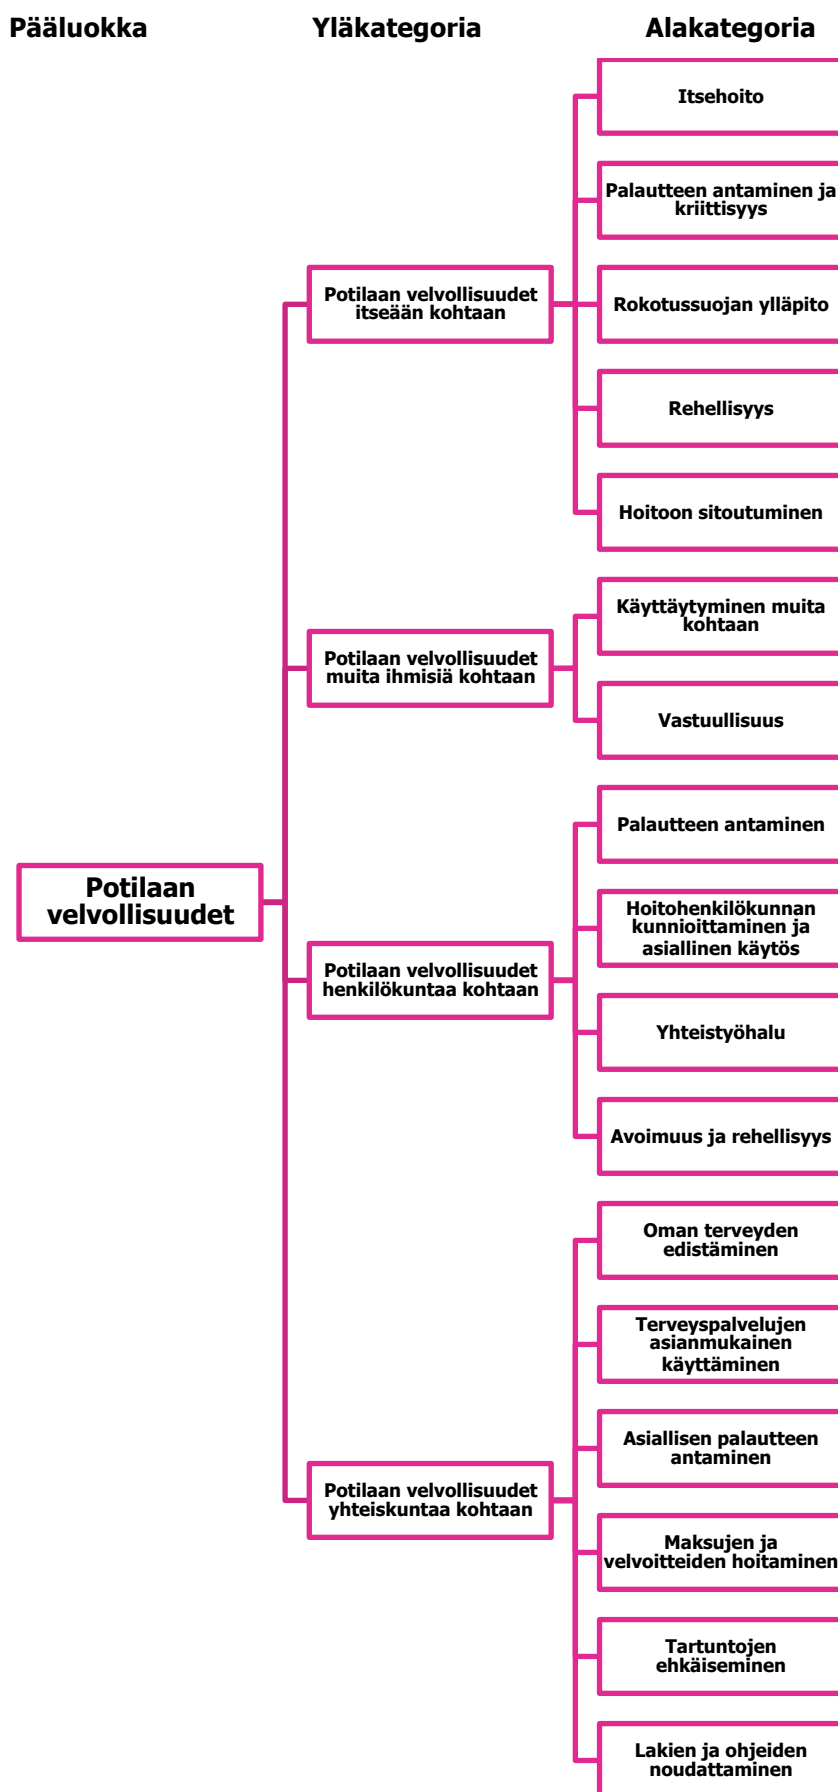 Pääluokka
Yläkategoria
Alakategoria
Itsehoito
Palautteen antaminen ja
kriittisyys
Potilaan velvollisuudet
itseään kohtaan
Rokotussuojan ylläpito
Rehellisyys
Hoitoon sitoutuminen
Käyttäytyminen muita
kohtaan
Potilaan velvollisuudet
muita ihmisiä kohtaan
Vastuullisuus
Palautteen antaminen
Potilaan
velvollisuudet
Hoitohenkilökunnan
kunnioittaminen ja
asiallinen käytös
Potilaan velvollisuudet
henkilökuntaa kohtaan
Yhteistyöhalu
Avoimuus ja rehellisyys
Oman terveyden
edistäminen
Terveyspalvelujen
asianmukainen
käyttäminen
Asiallisen palautteen
antaminen
Potilaan velvollisuudet
yhteiskuntaa kohtaan
Maksujen ja
velvoitteiden hoitaminen
Tartuntojen
ehkäiseminen
Lakien ja ohjeiden
noudattaminen